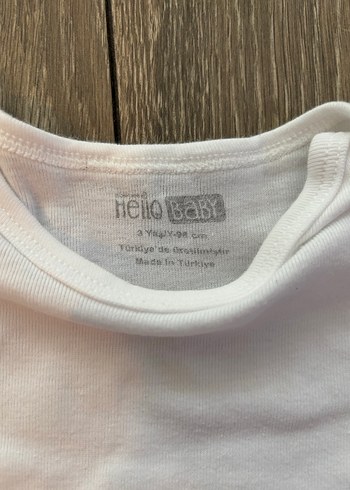 Hello BABY
3 Yaş/Y-98 cm
Türkiye'de Üretilmiştir
Made in Türkiye